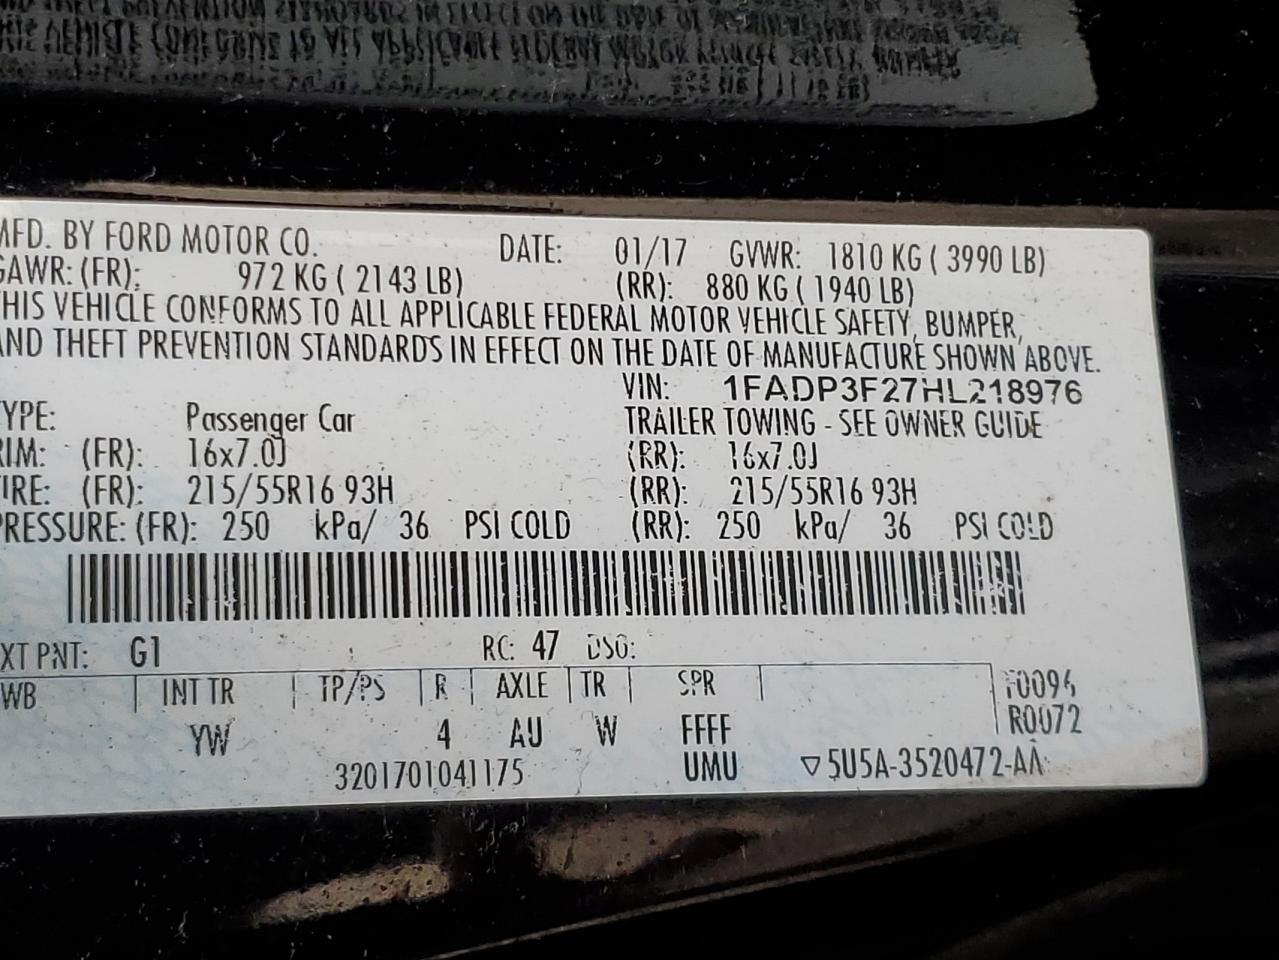 MFD. BY FORD MOTOR CO. DATE: 01/17 GVWR: 1810 KG ( 3990 LB)
GAWR: (FR): 972 KG ( 2143 LB) (RR): 880 KG ( 1940 LB)
THIS VEHICLE CONFORMS TO ALL APPLICABLE FEDERAL MOTOR VEHICLE SAFETY, BUMPER,
AND THEFT PREVENTION STANDARDS IN EFFECT ON THE DATE OF MANUFACTURE SHOWN ABOVE.
VIN: 1FADP3F27HL218976
TYPE: Passenger Car TRAILER TOWING - SEE OWNER GUIDE
RIM: (FR): 16x7.0J (RR): 16x7.0J
TIRE: (FR): 215/55R16 93H (RR): 215/55R16 93H
PRESSURE: (FR): 250 kPa/ 36 PSI COLD (RR): 250 kPa/ 36 PSI COLD
EXT PNT: G1 RC: 47 DSO:
WB INT TR TP/PS R AXLE TR SPR F0096
YW 4 AU W FFFF R0072
3201701041175 UMU ▽5U5A-3520472-AA